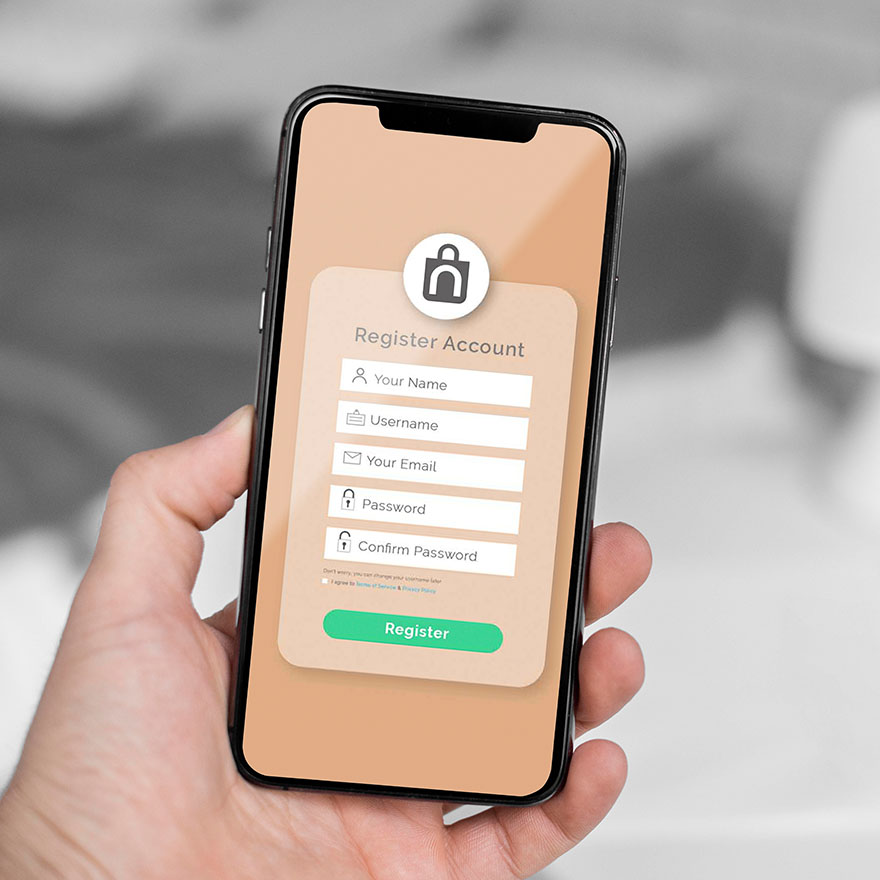 Register Account
Your Name
Username
Your Email
Password
Confirm Password
Don't worry, you can change your username later
I agree to Terms of Service & Privacy Policy
Register